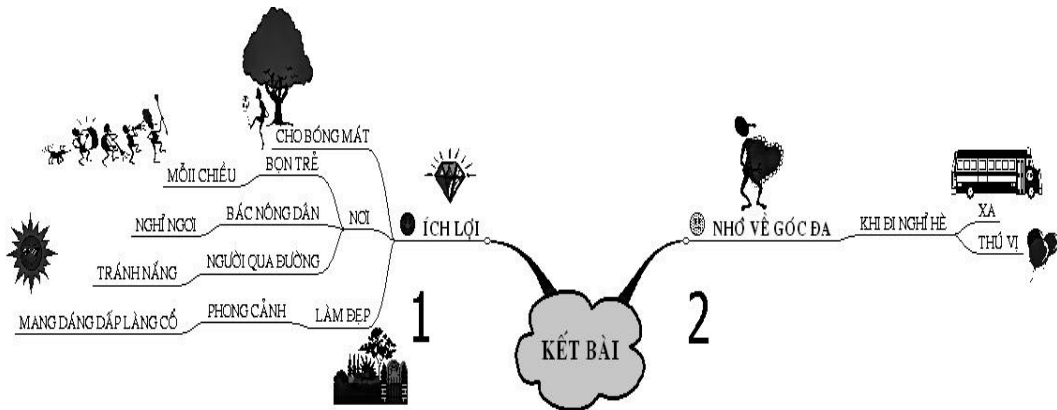 CHO BÓNG MÁT
BỌN TRẺ
MỖII CHIỀU
NƠI
BÁC NÔNG DÂN
NGHỈ NGƠI
NGƯỜI QUA ĐƯỜNG
TRÁNH NẮNG
LÀM ĐẸP
PHONG CẢNH
MANG DÁNG DẤP LÀNG CỔ
ÍCH LỢI
1
KẾT BÀI
2
NHỚ VỀ GỐC ĐA
KHI ĐI NGHỈ HÈ
XA
THÚ VỊ